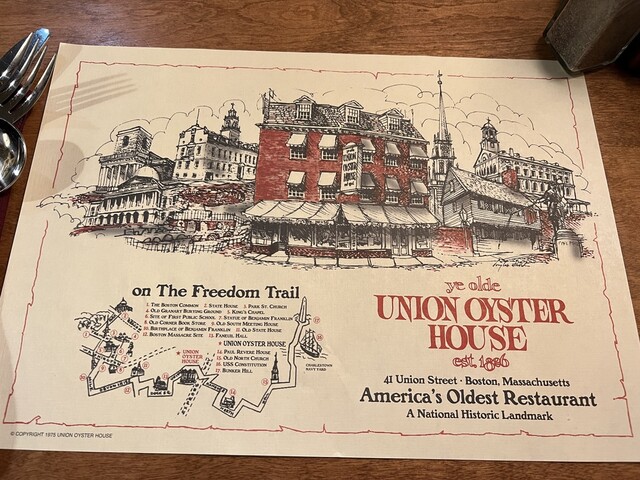 on The Freedom Trail
1. THE BOSTON COMMON 2. STATE HOUSE 3. PARK ST. CHURCH
4. OLD GRANARY BURYING GROUND 5. KING'S CHAPEL
6. SITE OF FIRST PUBLIC SCHOOL 7. STATUE OF BENJAMIN FRANKLIN
8. OLD CORNER BOOK STORE 9. OLD SOUTH MEETING HOUSE
10. BIRTHPLACE OF BENJAMIN FRANKLIN 11. OLD STATE HOUSE
12. BOSTON MASSACRE SITE 13. FANEUIL HALL
* UNION OYSTER HOUSE
14. PAUL REVERE HOUSE
15. OLD NORTH CHURCH
16. USS CONSTITUTION
17. BUNKER HILL
UNION
OYSTER
HOUSE
CHARLESTOWN
NAVY YARD
ye olde
UNION OYSTER
HOUSE
est. 1826
41 Union Street · Boston, Massachusetts
America's Oldest Restaurant
A National Historic Landmark
© COPYRIGHT 1975 UNION OYSTER HOUSE